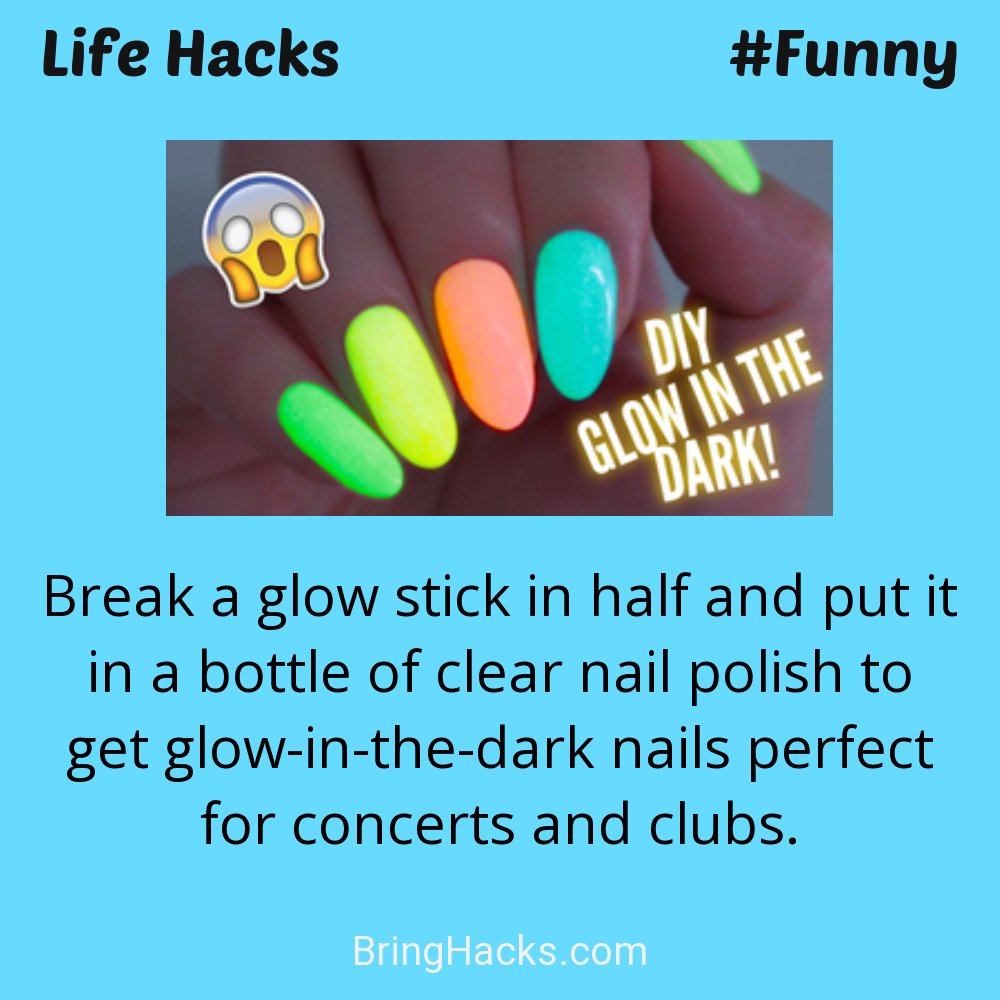 Life Hacks #Funny
DIY
GLOW IN THE
DARK!
Break a glow stick in half and put it
in a bottle of clear nail polish to
get glow-in-the-dark nails perfect
for concerts and clubs.
BringHacks.com